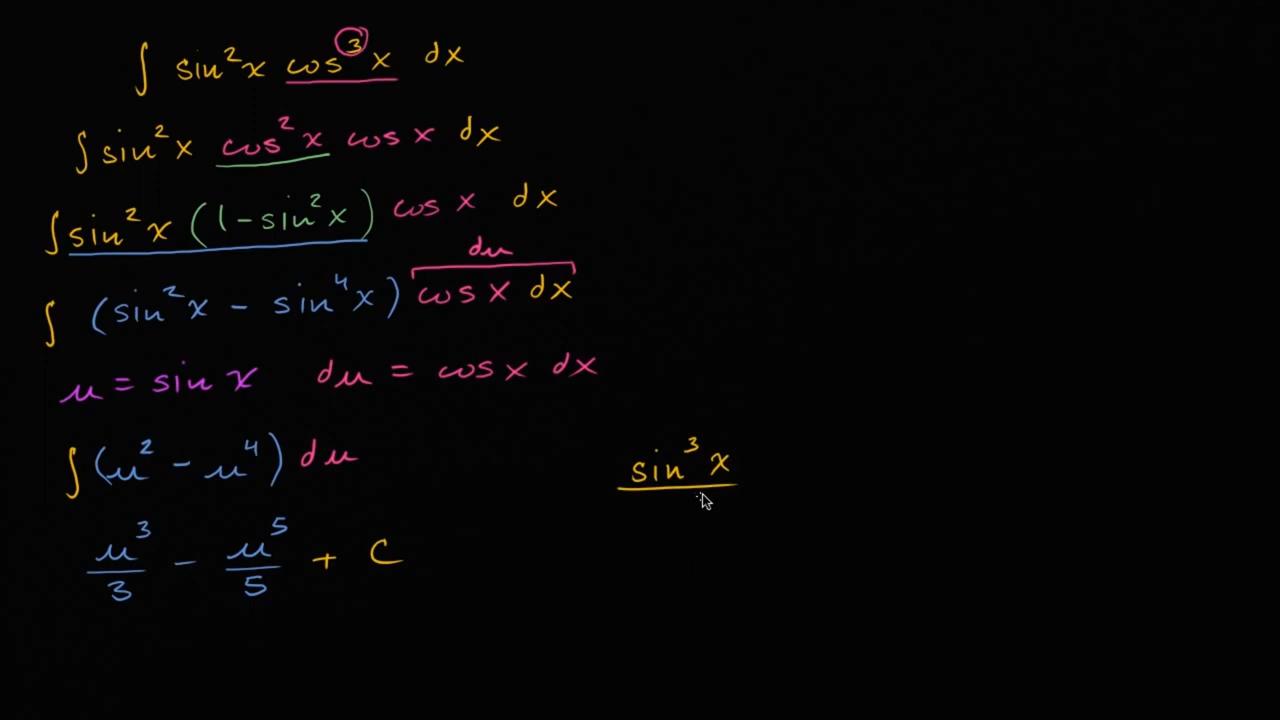 ∫ sin²x cos³x dx
∫ sin²x cos²x cos x dx
∫ sin²x (1-sin²x) cos x dx
du
∫ (sin²x - sin⁴x) cos x dx
u = sin x du = cos x dx
∫ (u² - u⁴) du
sin³x
u³/3 - u⁵/5 + C